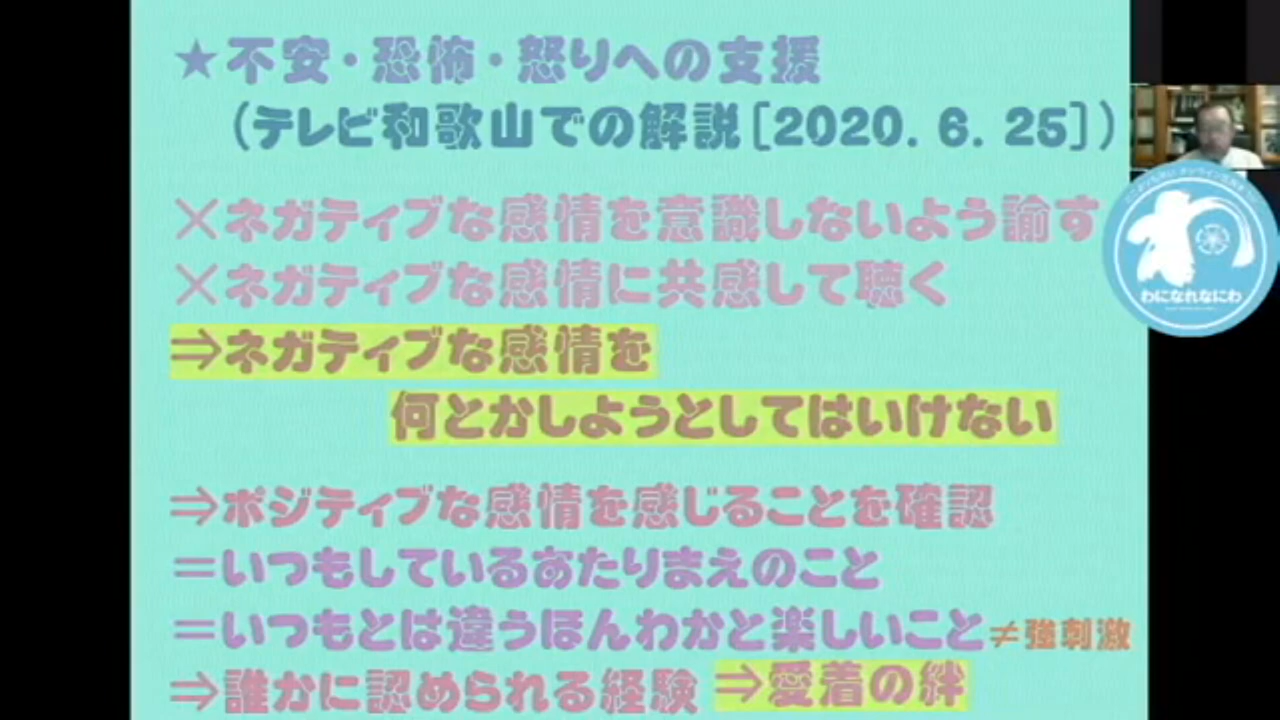 ★不安・恐怖・怒りへの支援
（テレビ和歌山での解説[2020.6.25]）
×ネガティブな感情を意識しないよう諭す
×ネガティブな感情に共感して聴く
⇒ネガティブな感情を
何とかしようとしてはいけない
⇒ポジティブな感情を感じることを確認
＝いつもしているあたりまえのこと
＝いつもとは違うほんわかと楽しいこと≠強刺激
⇒誰かに認められる経験 ⇒愛着の絆
わになれなにわ